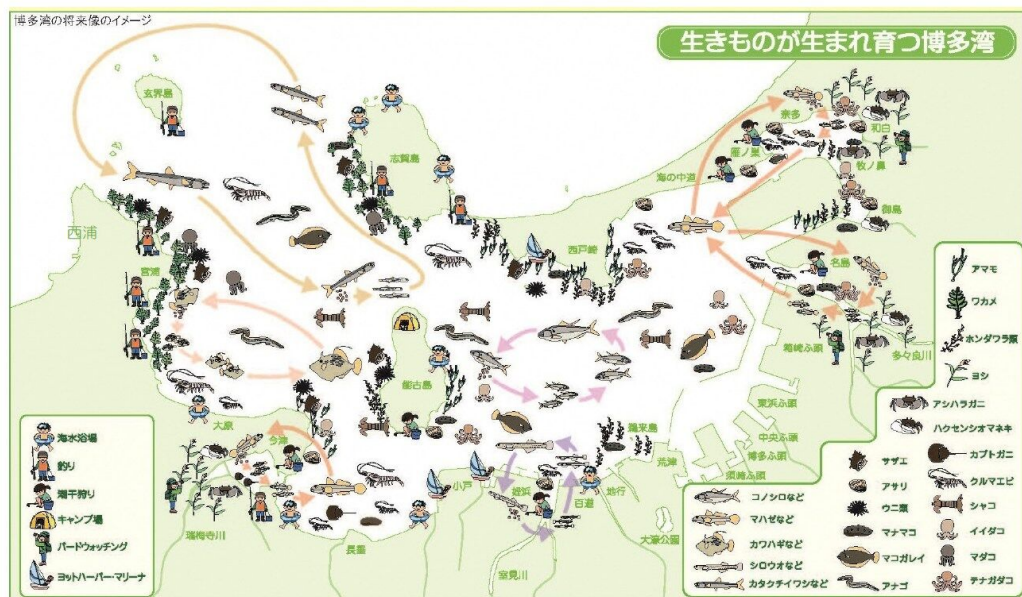 博多湾の将来像のイメージ
生きものが生まれ育つ博多湾
玄界島
志賀島
奈多
和白
雁ノ巣
牧ノ鼻
海の中道
御島
西浦
西戸崎
宮浦
名島
アマモ
ワカメ
ホンダワラ類
ヨシ
箱崎ふ頭
多々良川
能古島
東浜ふ頭
アシハラガニ
ハクセンシオマネキ
大原
今津
中央ふ頭
博多ふ頭
荒津
須崎ふ頭
小戸
姪浜
百道
地行
大濠公園
瑞梅寺川
長垂
室見川
海水浴場
釣り
潮干狩り
キャンプ場
バードウォッチング
ヨットハーバー・マリーナ
サザエ
アサリ
ウニ類
マナマコ
マコガレイ
アナゴ
カブトガニ
クルマエビ
シャコ
イイダコ
マダコ
テナガダコ
コノシロなど
マハゼなど
カワハギなど
シロウオなど
カタクチイワシなど